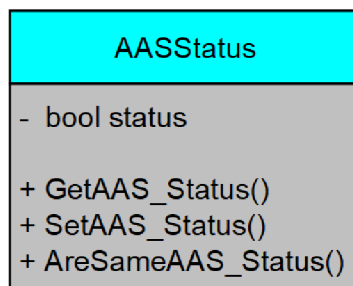 AASStatus
- bool status
+ GetAAS_Status()
+ SetAAS_Status()
+ AreSameAAS_Status()